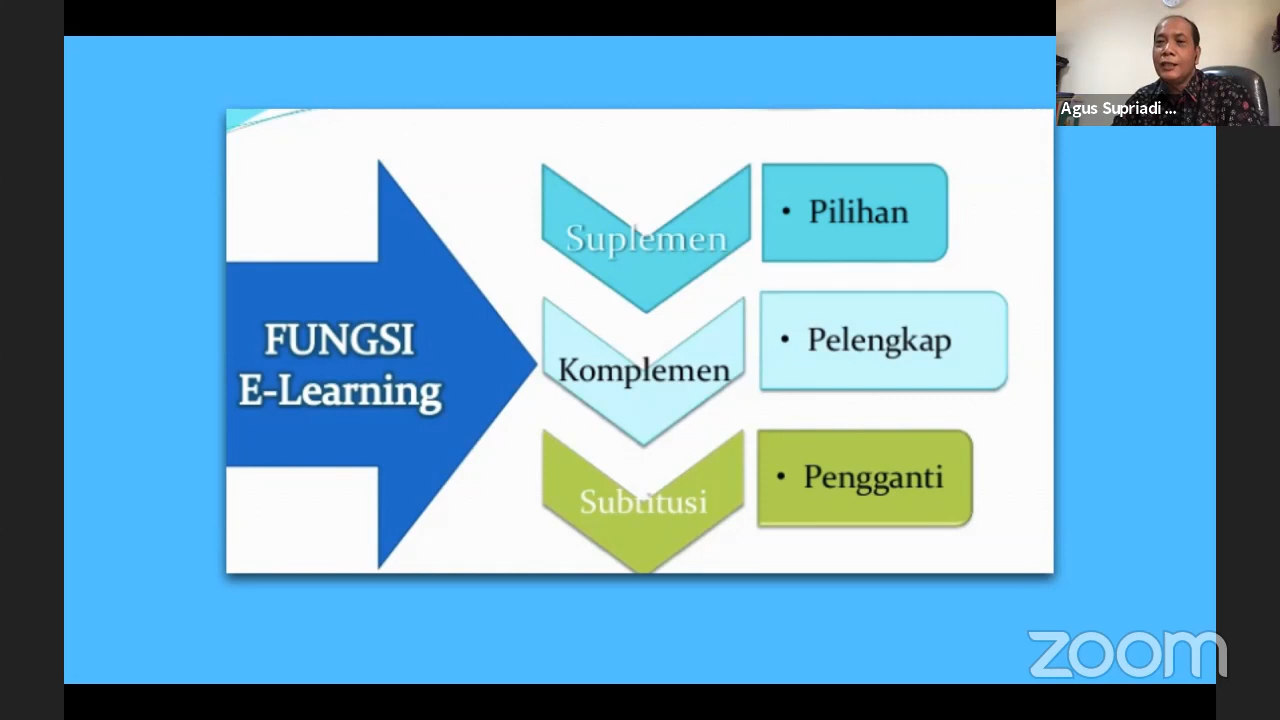 Agus Supriadi ...
FUNGSI
E-Learning
Suplemen
• Pilihan
Komplemen
• Pelengkap
Subtitusi
• Pengganti
zoom